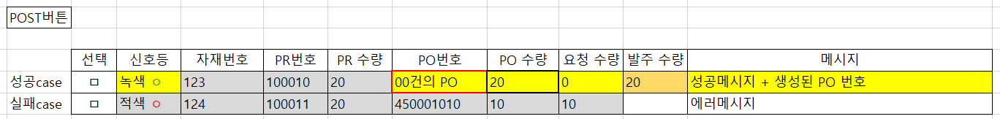 POST버튼
선택 신호등 자재번호 PR번호 PR 수량 PO번호 PO 수량 요청 수량 발주 수량 메시지
성공case ㅁ 녹색 ○ 123 100010 20 00건의 PO 20 0 20 성공메시지 + 생성된 PO 번호
실패case ㅁ 적색 ○ 124 100011 20 450001010 10 10 에러메시지